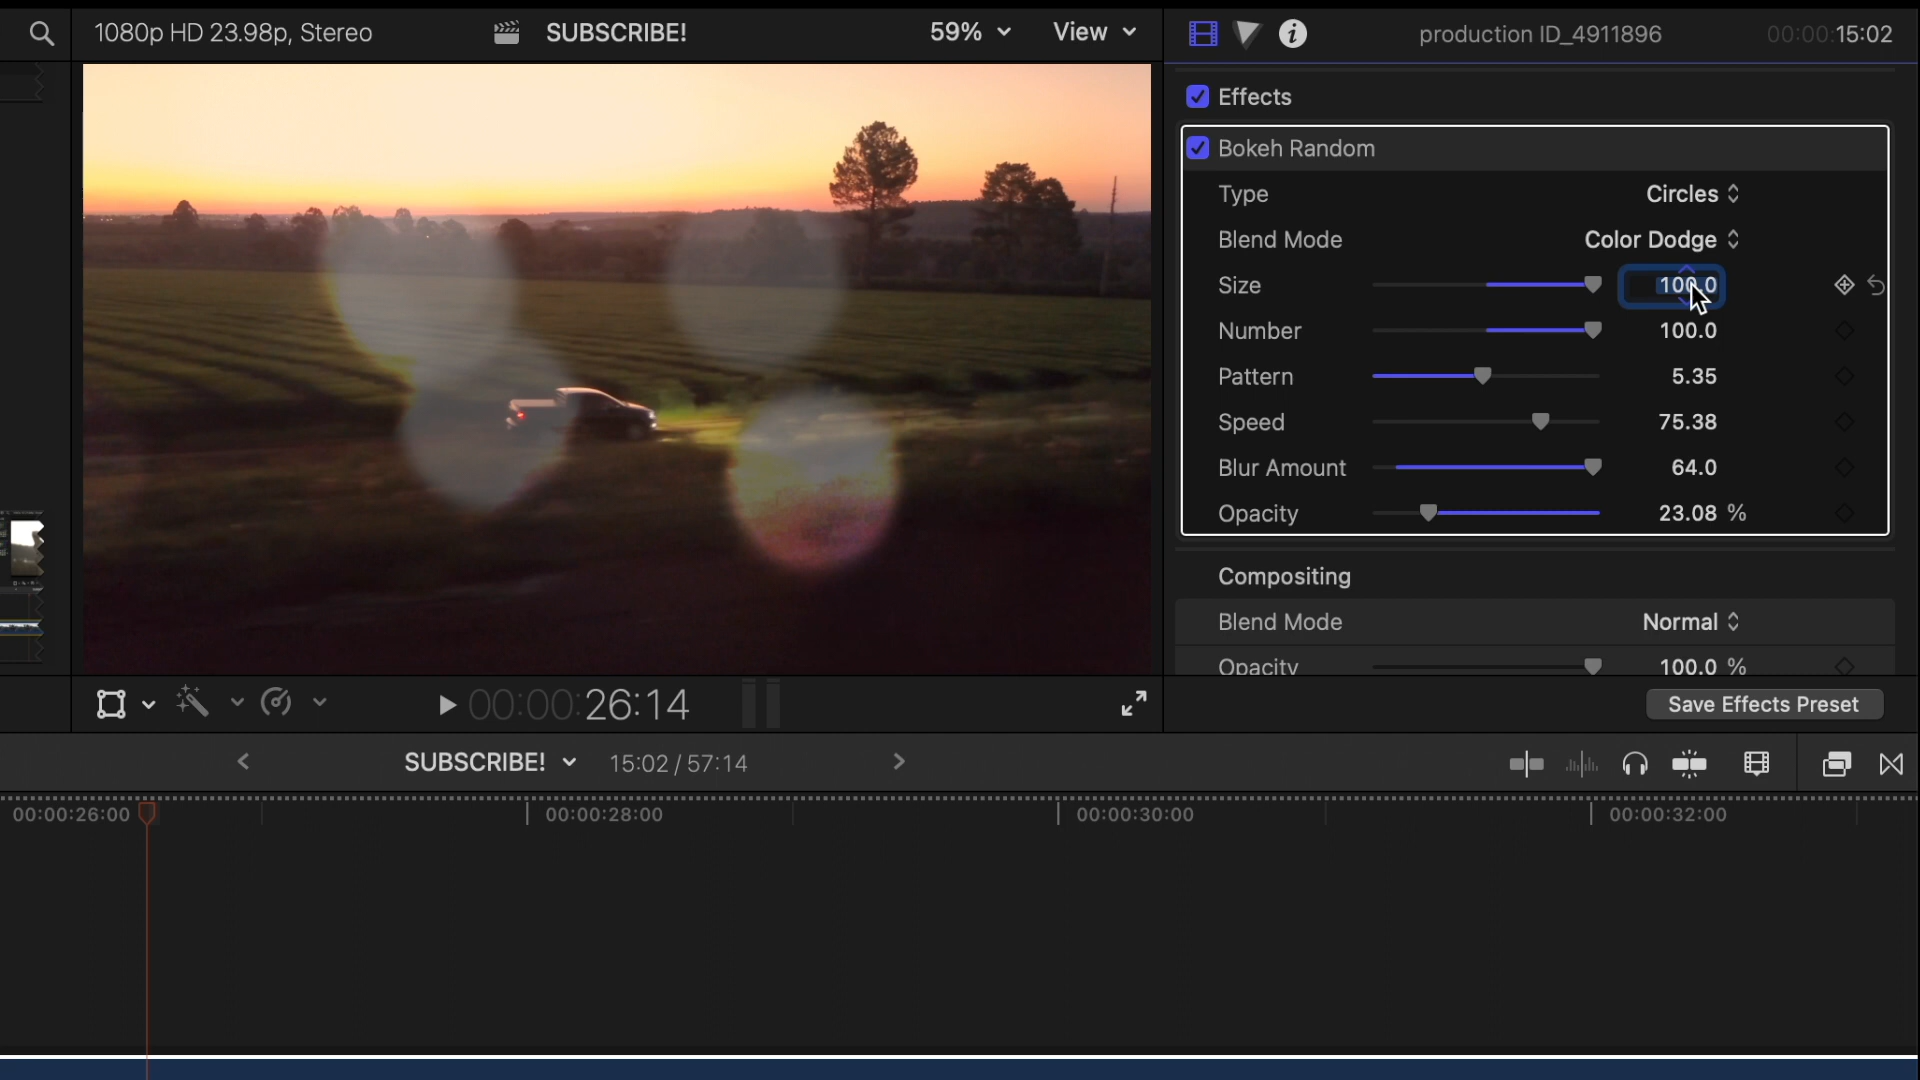 1080p HD 23.98p, Stereo
SUBSCRIBE!
59%
View
production ID_4911896
00:00:15:02
Effects
Bokeh Random
Type
Circles
Blend Mode
Color Dodge
Size
100.0
Number
100.0
Pattern
5.35
Speed
75.38
Blur Amount
64.0
Opacity
23.08 %
Compositing
Blend Mode
Normal
Opacity
100.0 %
00:00:26:14
Save Effects Preset
SUBSCRIBE!
15:02 / 57:14
00:00:26:00
00:00:28:00
00:00:30:00
00:00:32:00